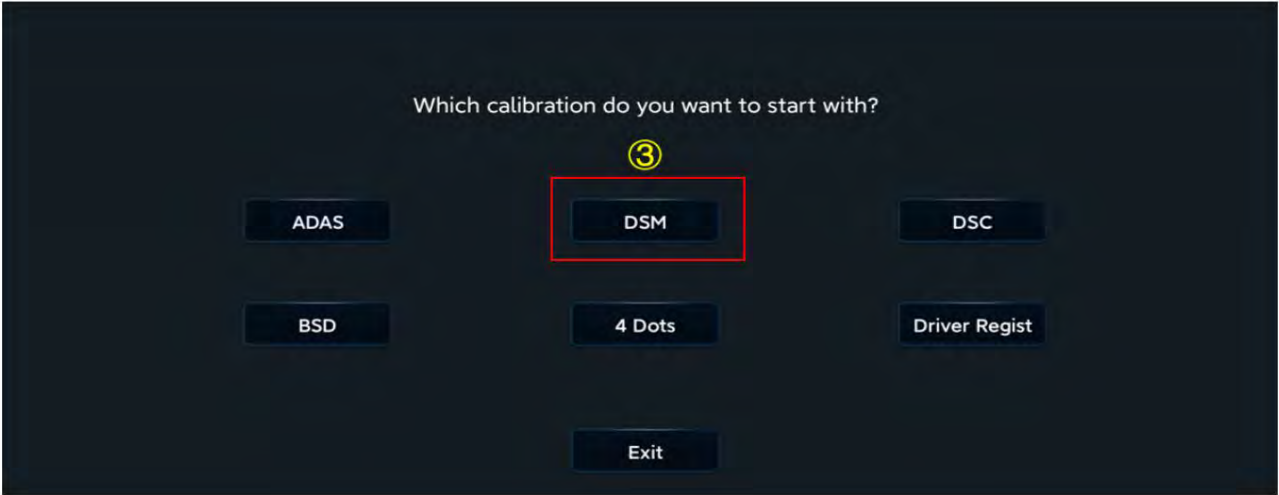 Which calibration do you want to start with?
③
ADAS
DSM
DSC
BSD
4 Dots
Driver Regist
Exit